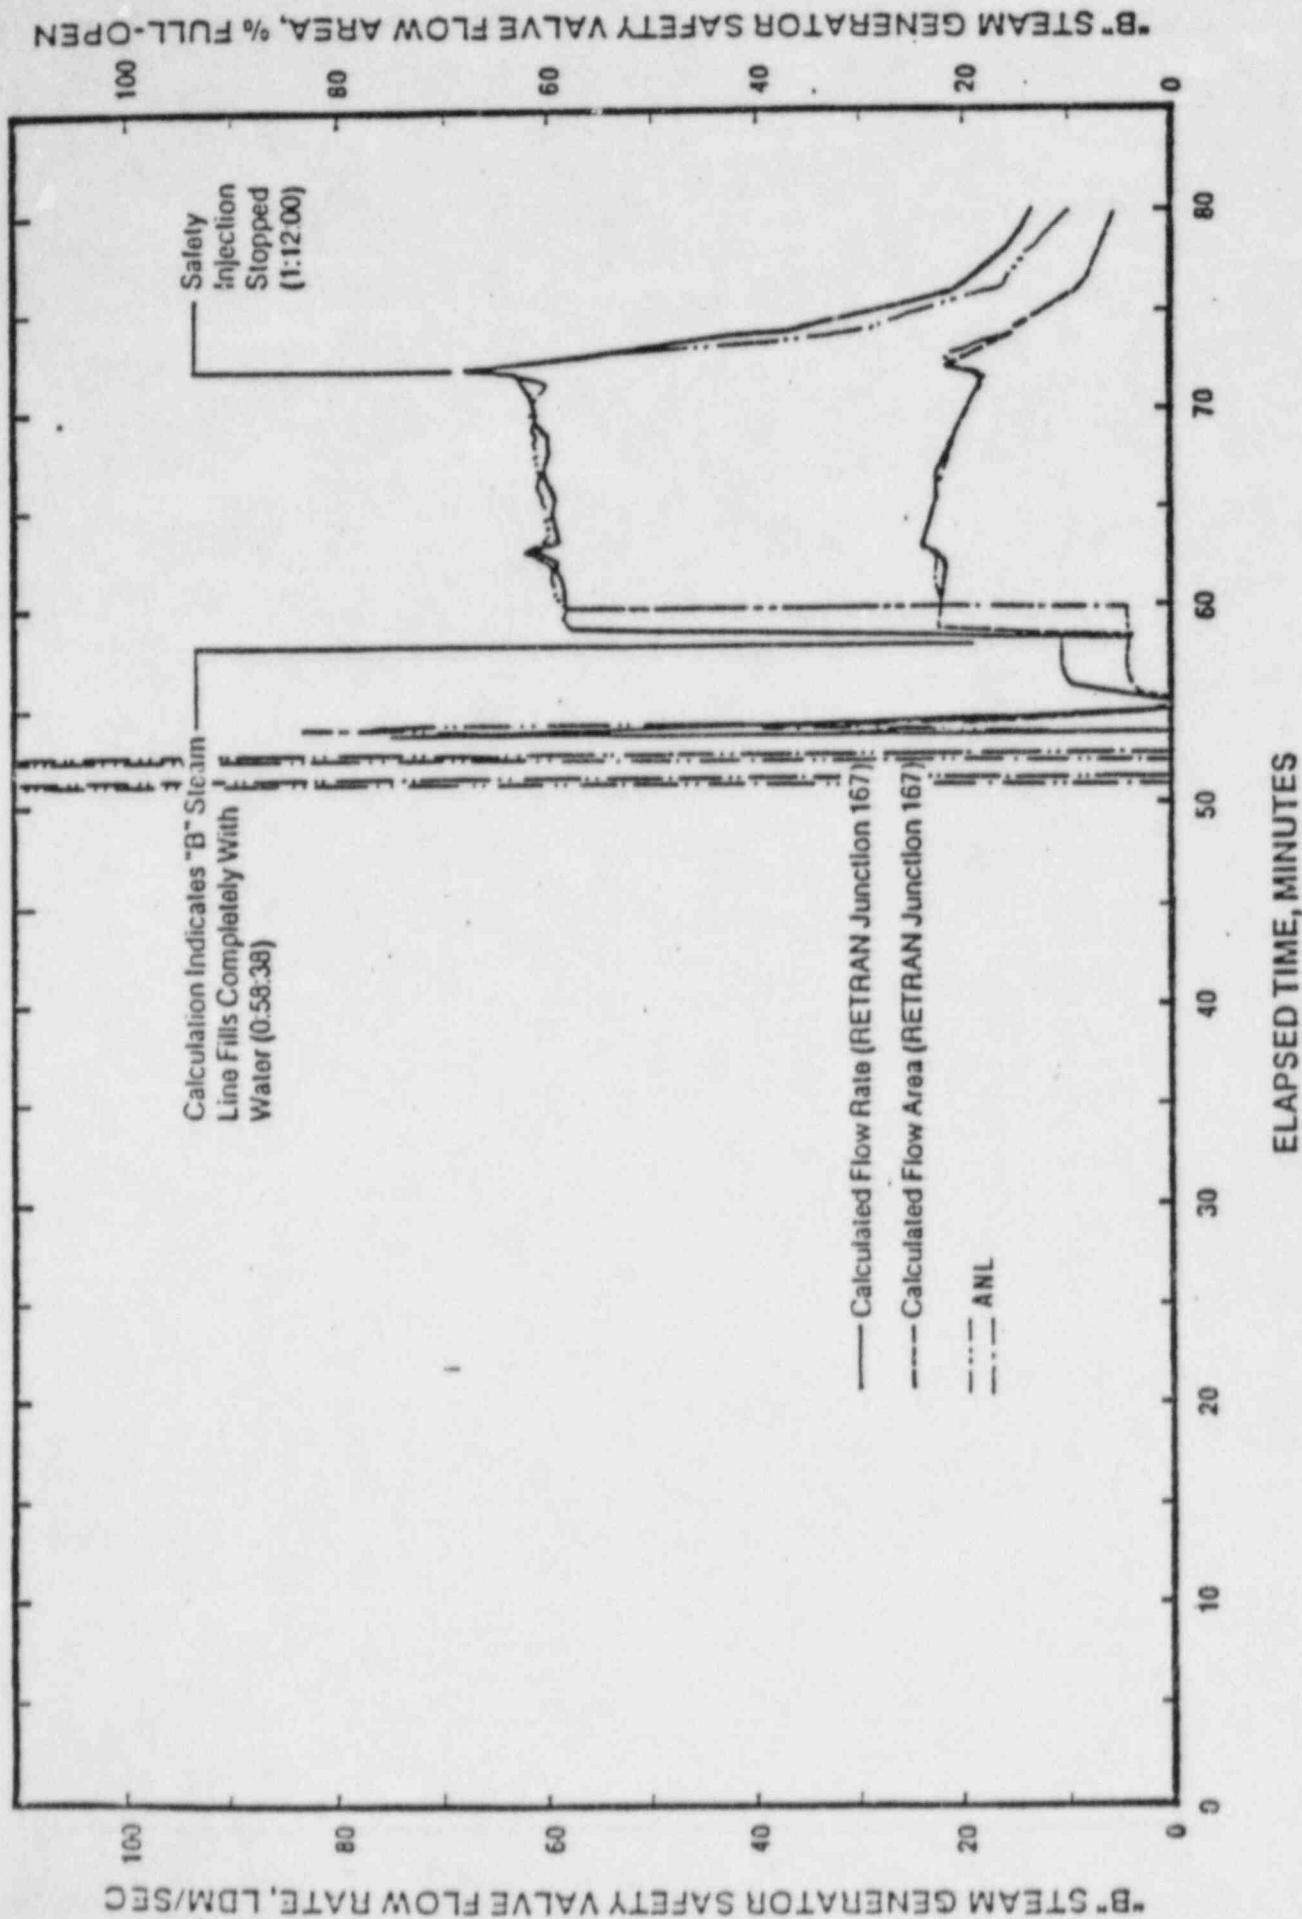 "B" STEAM GENERATOR SAFETY VALVE FLOW RATE, LDM/SEC
100
80
60
40
20
0
"B" STEAM GENERATOR SAFETY VALVE FLOW AREA, % FULL-OPEN
100
80
60
40
20
0
Calculation Indicates "B" Steam
Line Fills Completely With
Water (0:58:38)
Safety
Injection
Stopped
(1:12:00)
Calculated Flow Rate (RETRAN Junction 167)
Calculated Flow Area (RETRAN Junction 167)
ANL
0
10
20
30
40
50
60
70
80
ELAPSED TIME, MINUTES